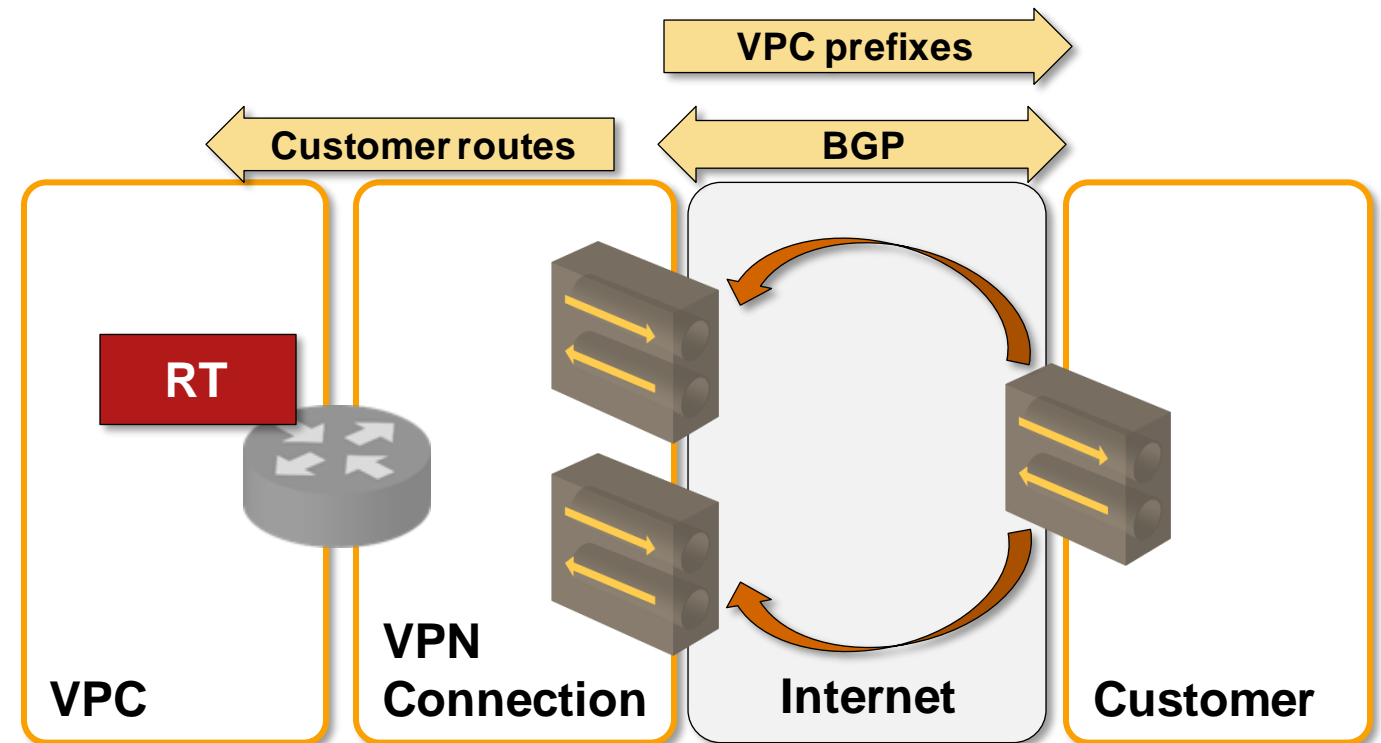 VPC prefixes
Customer routes
BGP
RT
VPC
VPN
Connection
Internet
Customer